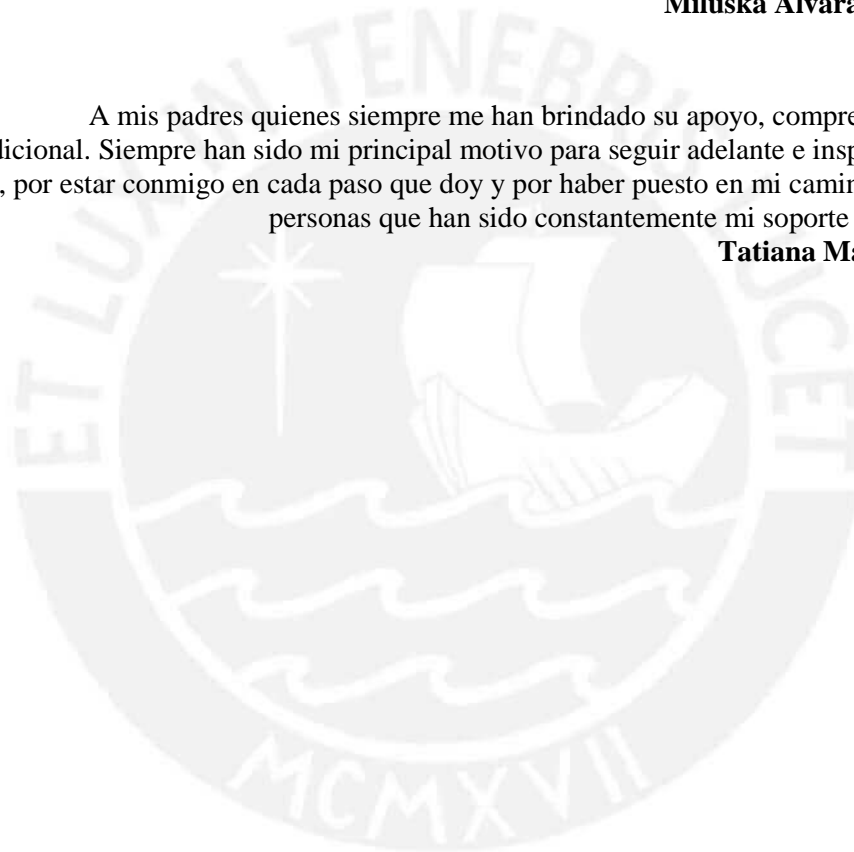 Miluska Alvara
A mis padres quienes siempre me han brindado su apoyo, compre
dicional. Siempre han sido mi principal motivo para seguir adelante e insp
, por estar conmigo en cada paso que doy y por haber puesto en mi camin
personas que han sido constantemente mi soporte
Tatiana Ma
ET LUX IN TENEBRIS LUCET
MCMXVII